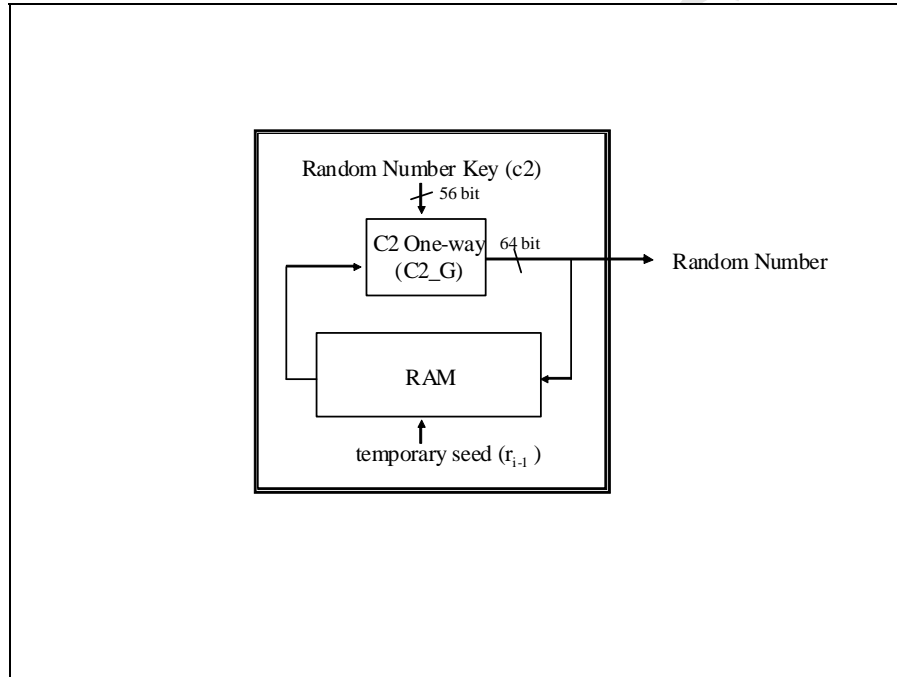 Random Number Key (c2)
56 bit
C2 One-way
(C2_G)
64 bit
Random Number
RAM
temporary seed (ri-1 )